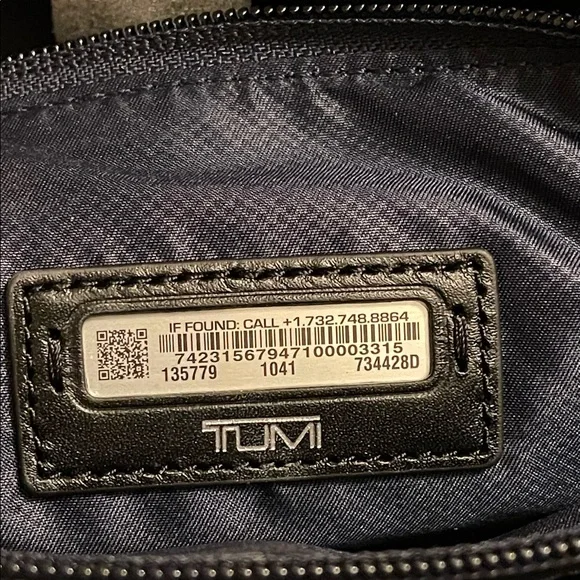 IF FOUND: CALL +1.732.748.8864
74231567947100003315
135779 1041 734428D
TUMI